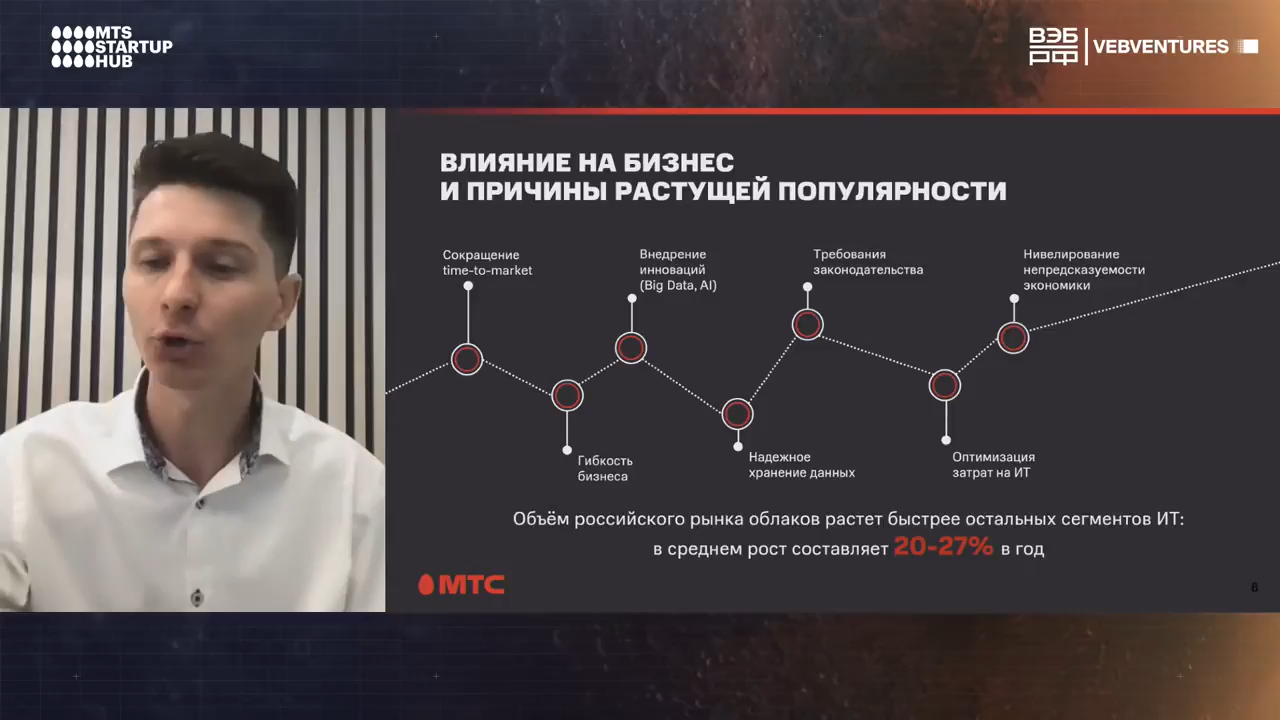 MTS
STARTUP
HUB
ВЭБ
РФ
VEBVENTURES
ВЛИЯНИЕ НА БИЗНЕС
И ПРИЧИНЫ РАСТУЩЕЙ ПОПУЛЯРНОСТИ
Сокращение
time-to-market
Внедрение
инноваций
(Big Data, AI)
Требования
законодательства
Нивелирование
непредсказуемости
экономики
Гибкость
бизнеса
Надежное
хранение данных
Оптимизация
затрат на ИТ
Объём российского рынка облаков растет быстрее остальных сегментов ИТ:
в среднем рост составляет 20-27% в год
МТС
6